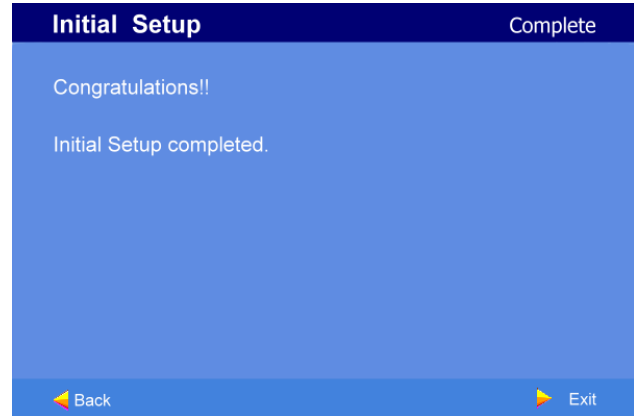 Initial Setup Complete
Congratulations!!
Initial Setup completed.
Back Exit